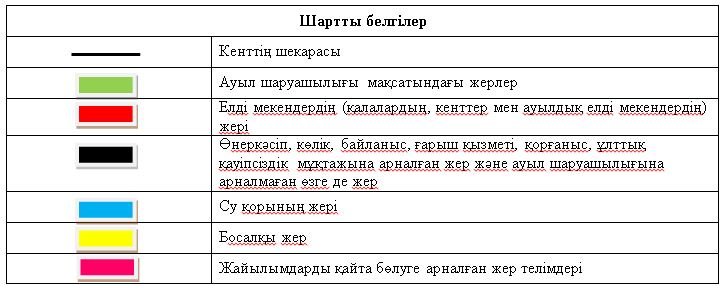 Шартты белгілер
Кенттің шекарасы
Ауыл шаруашылығы мақсатындағы жерлер
Елді мекендердің (қалалардың, кенттер мен ауылдық елді мекендердің)
жері
Өнеркәсіп, көлік, байланыс, ғарыш қызметі, қорғаныс, ұлттық
қауіпсіздік мұқтажына арналған жер және ауыл шаруашылығына
арналмаған өзге де жер
Су қорының жері
Босалқы жер
Жайылымдарды қайта бөлуге арналған жер телімдері